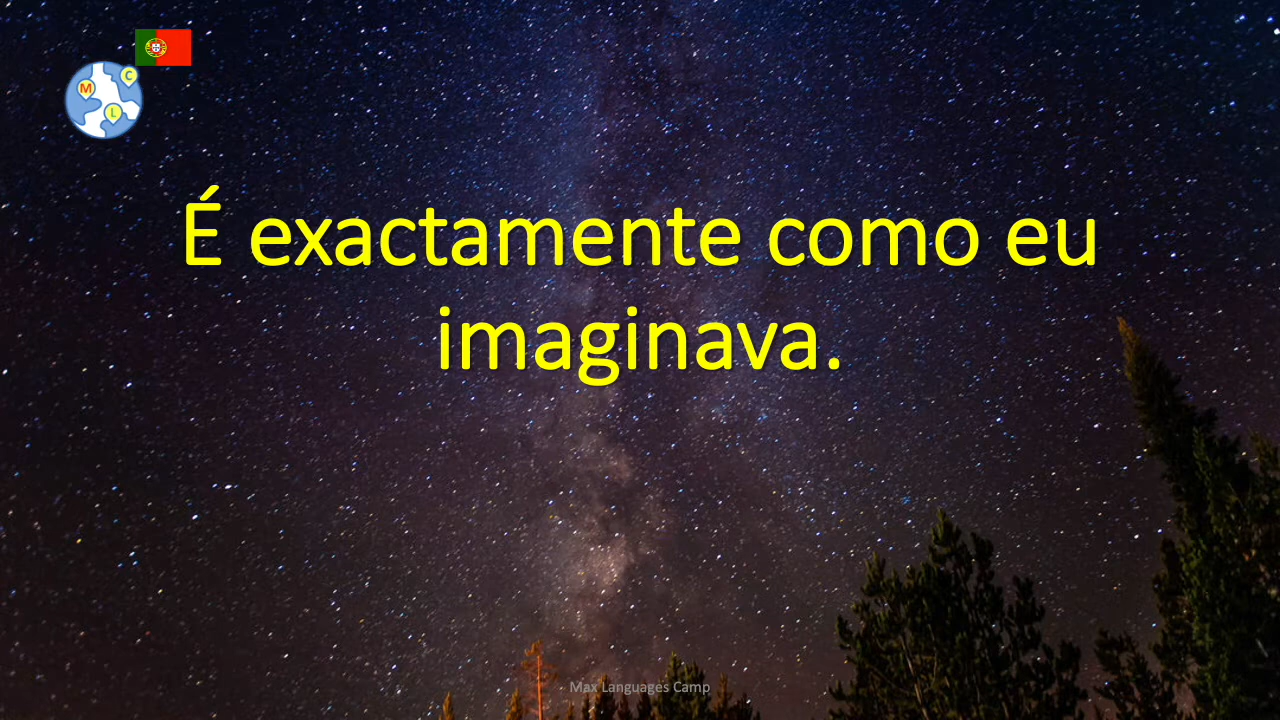 C
M
L
É exactamente como eu
imaginava.
Max Languages Camp